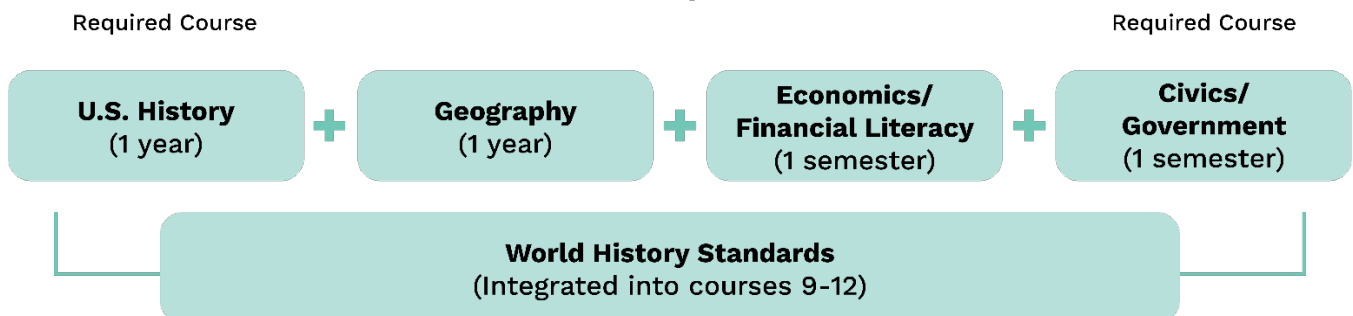 Required Course
Required Course
U.S. History
(1 year)
Geography
(1 year)
Economics/
Financial Literacy
(1 semester)
Civics/
Government
(1 semester)
World History Standards
(Integrated into courses 9-12)